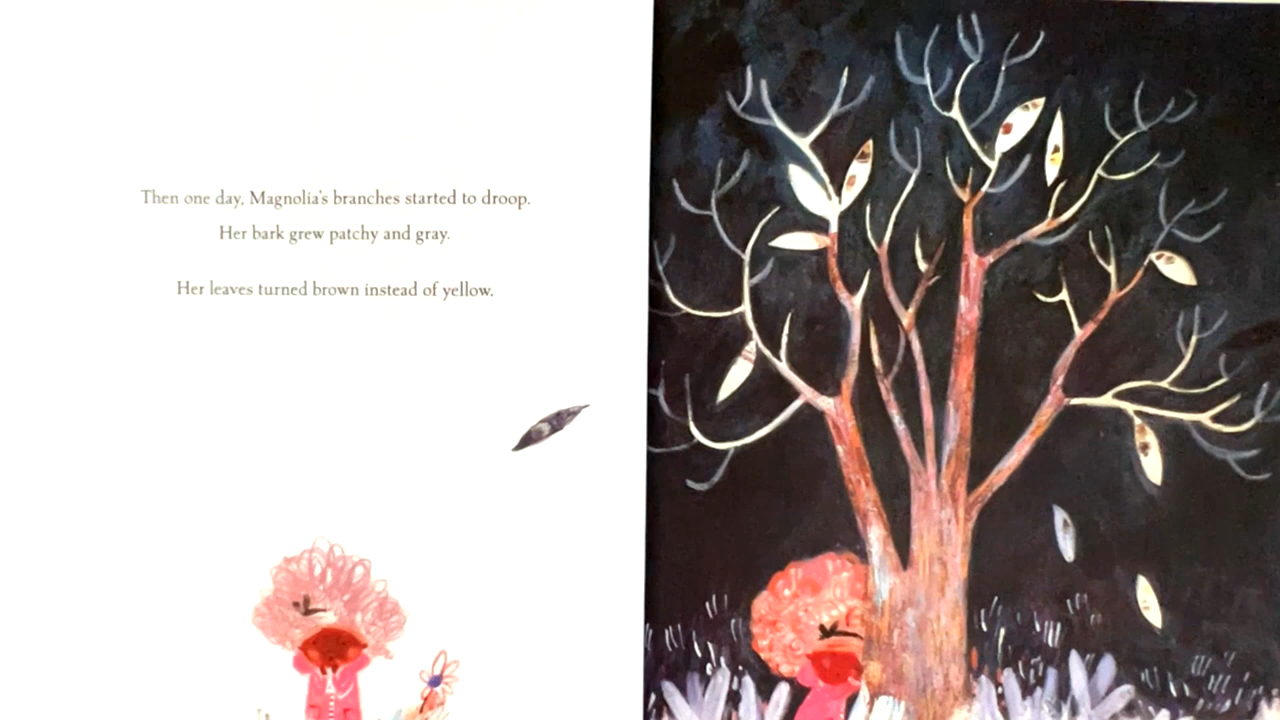 Then one day, Magnolia's branches started to droop.
Her bark grew patchy and gray.
Her leaves turned brown instead of yellow.